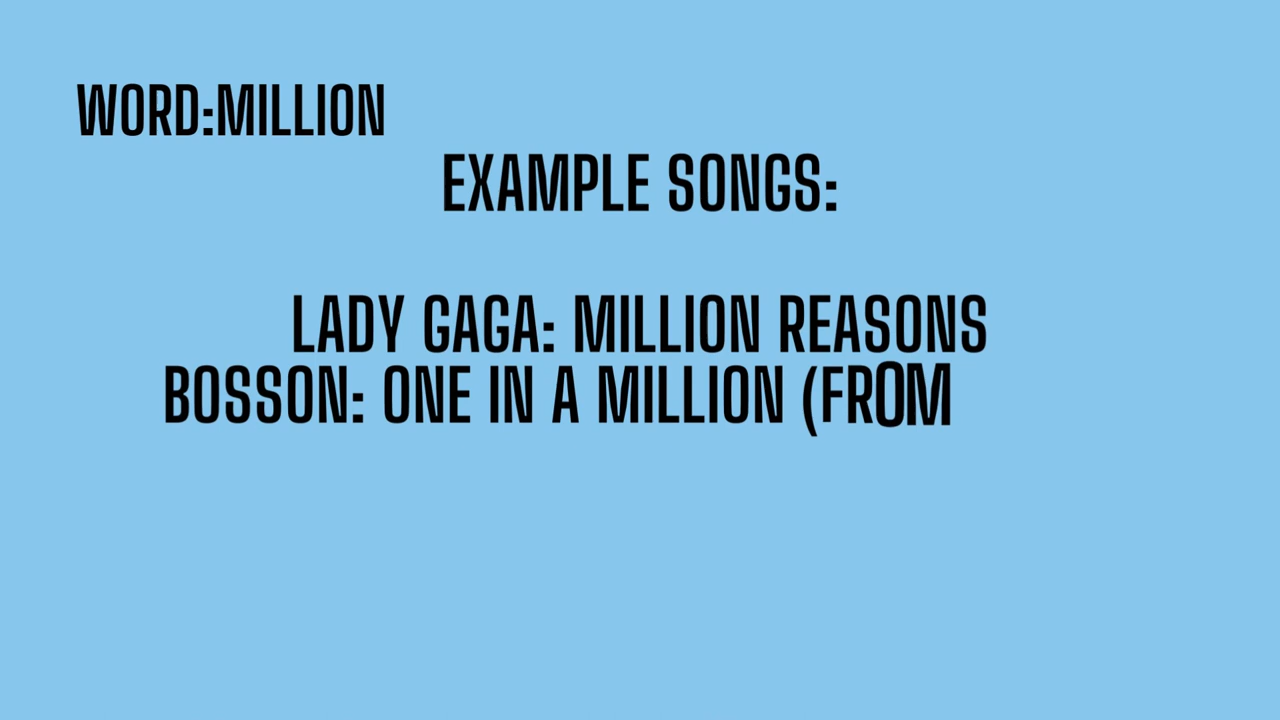 WORD:MILLION
EXAMPLE SONGS:
LADY GAGA: MILLION REASONS
BOSSON: ONE IN A MILLION (FROM